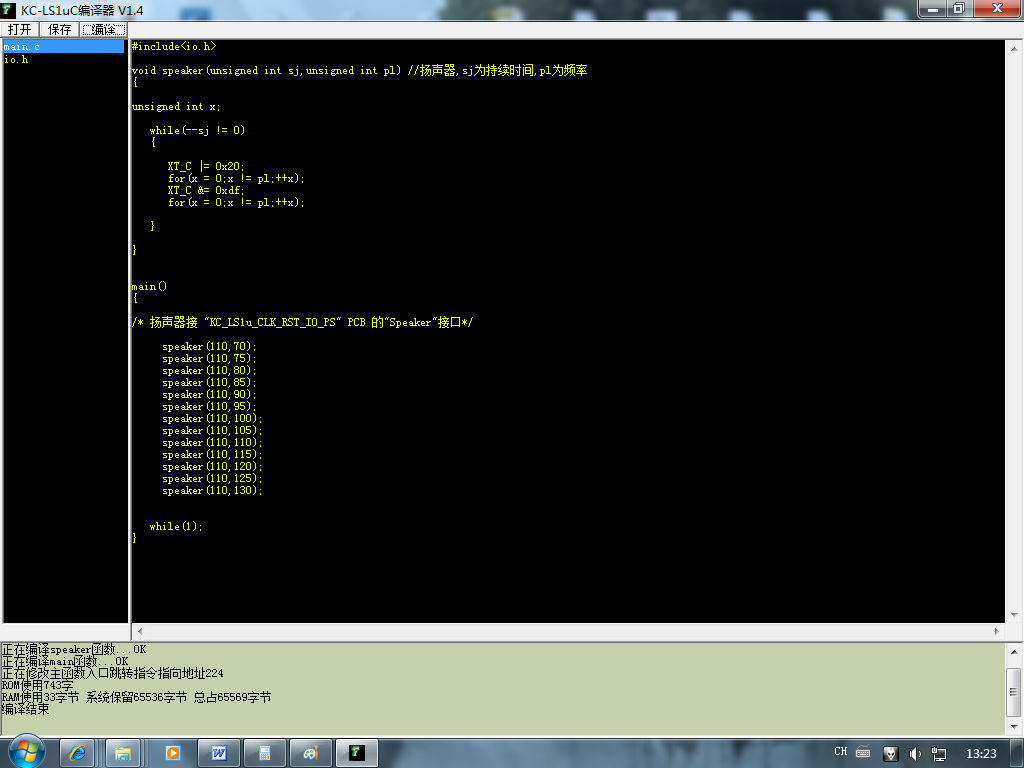 KC-LS1uC编译器 V1.4
打开 保存 编译
main.c
io.h
#include<io.h>
void speaker(unsigned int sj,unsigned int pl) //扬声器,sj为持续时间,pl为频率
{
unsigned int x;
while(--sj != 0)
{
XT_C |= 0x20;
for(x = 0;x != pl;++x);
XT_C &= 0xdf;
for(x = 0;x != pl;++x);
}
}
main()
{
/* 扬声器接 "KC_LS1u_CLK_RST_IO_PS" PCB 的"Speaker"接口*/
speaker(110,70);
speaker(110,75);
speaker(110,80);
speaker(110,85);
speaker(110,90);
speaker(110,95);
speaker(110,100);
speaker(110,105);
speaker(110,110);
speaker(110,115);
speaker(110,120);
speaker(110,125);
speaker(110,130);
while(1);
}
正在编译speaker函数...OK
正在编译main函数...OK
正在修改主函数入口跳转指令指向地址224
ROM使用743字
RAM使用33字节 系统保留65536字节 总占65569字节
编译结束
CH 13:23